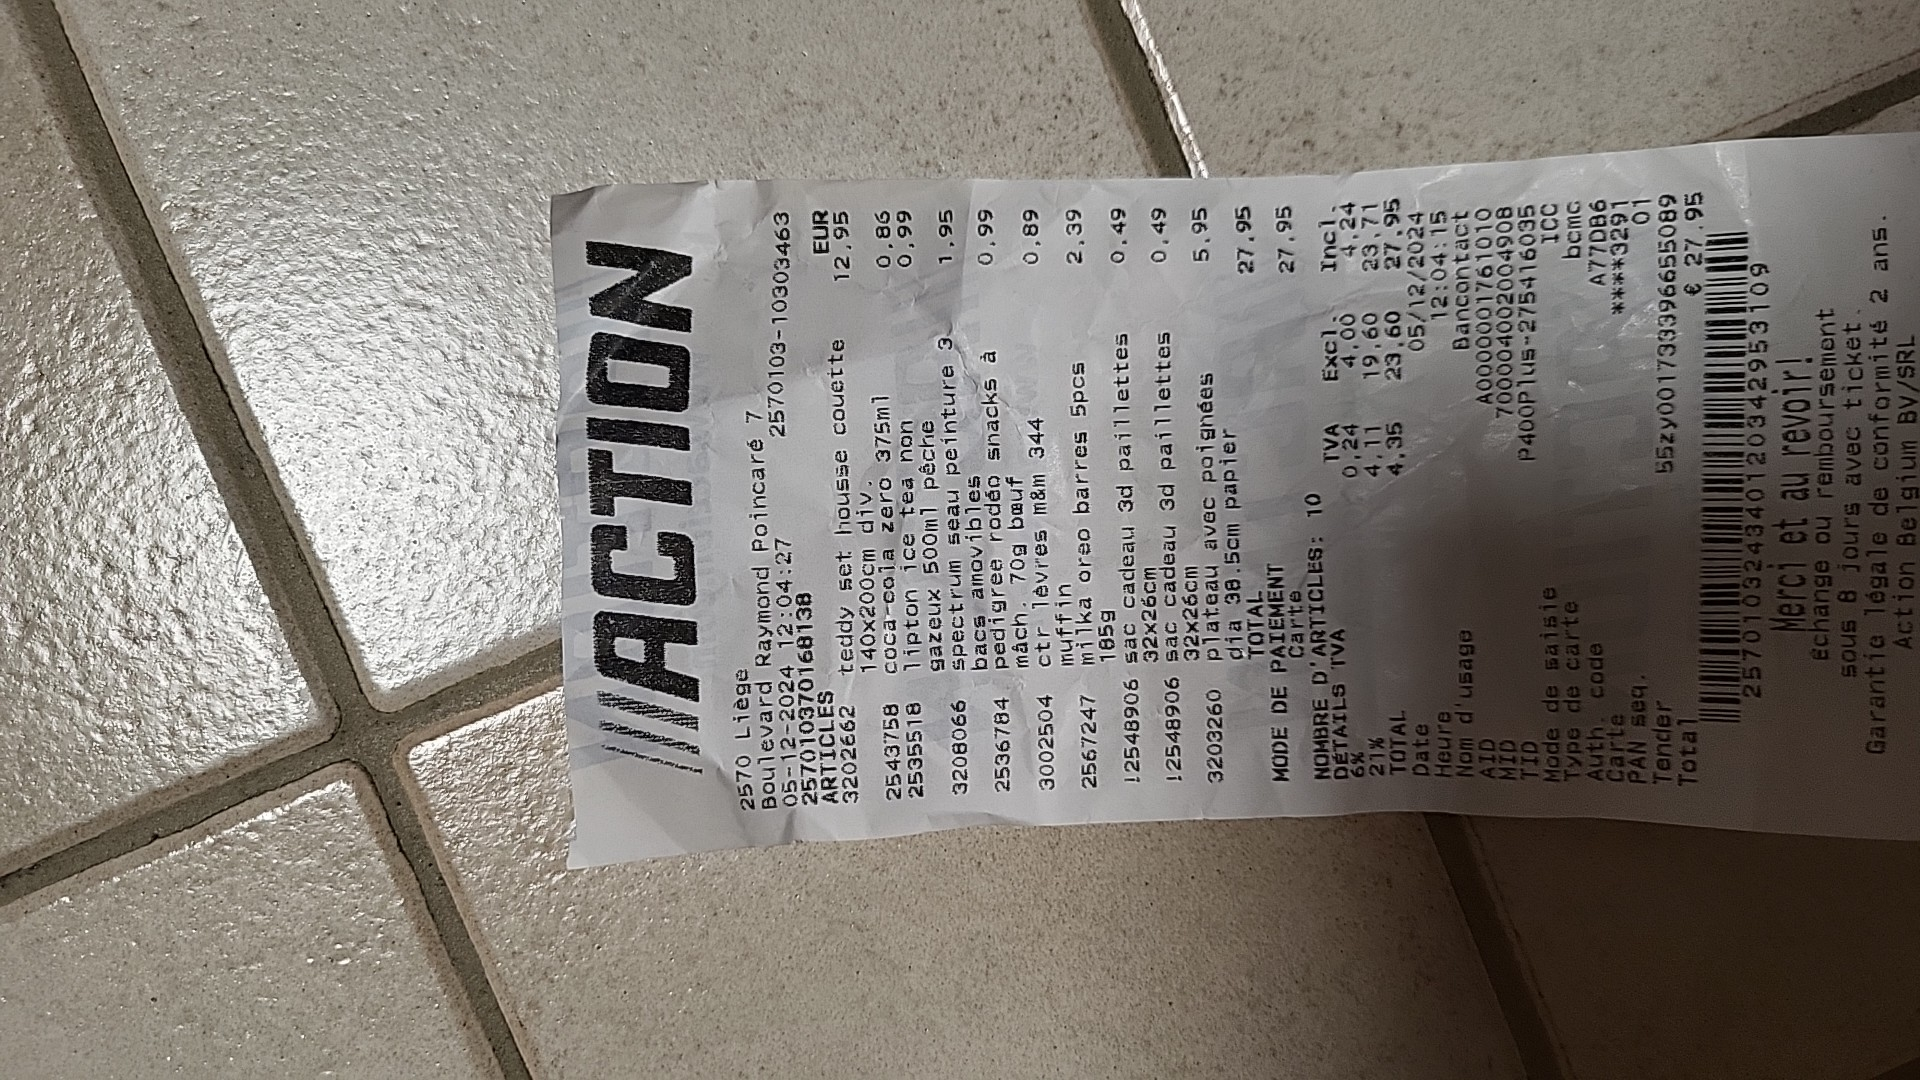 ACTION
2570 Liège
Boulevard Raymond Poincaré 7
05-12-2024 12:04:27 2570103-10303463
257010370168138
ARTICLES EUR
3202662 teddy set housse couette 12,95
140x200cm div.
2543758 coca-cola zero 375ml 0,86
2535518 lipton ice tea non 0,99
gazeux 500ml pêche
3208066 spectrum seau peinture 3 1,95
bacs amovibles
2536784 pedigree rodéo snacks à 0,99
mâch. 70g bœuf
3002504 ctr lèvres m&m 344 0,89
muffin
2567247 milka oreo barres 5pcs 2,39
185g
12548906 sac cadeau 3d paillettes 0,49
32x26cm
12548906 sac cadeau 3d paillettes 0,49
32x26cm
3203260 plateau avec poignées 5,95
dia 38.5cm papier
TOTAL 27,95
MODE DE PAIEMENT
Carte 27,95
NOMBRE D'ARTICLES: 10
DÉTAILS TVA TVA Excl. Incl.
6% 0,24 4,00 4,24
21% 4,11 19,60 23,71
TOTAL 4,35 23,60 27,95
Date 05/12/2024
Heure 12:04:15
Nom d'usage Bancontact
AID A0000001761010
MID 700004002004908
TID P400Plus-275416035
Mode de saisie ICC
Type de carte bcmc
Auth. code A77DB6
Carte ****3291
PAN seq. 01
Tender 55zy001733396655089
Total € 27.95
257010324340120342953109
Merci et au revoir!
Échange ou remboursement
sous 8 jours avec ticket.
Garantie légale de conformité 2 ans.
Action Belgium BV/SRL